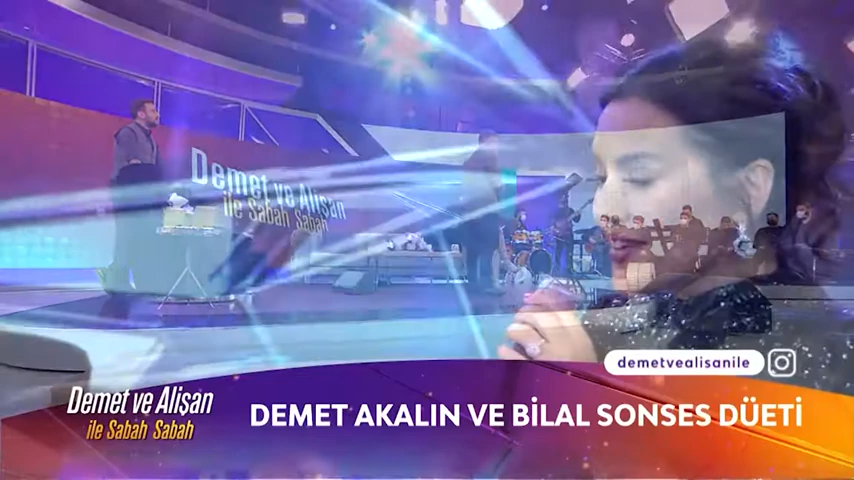 Demet ve Alişan
ile Sabah Sabah
demetvealisanile
Demet ve Alişan
ile Sabah Sabah
DEMET AKALIN VE BİLAL SONSES DÜETİ